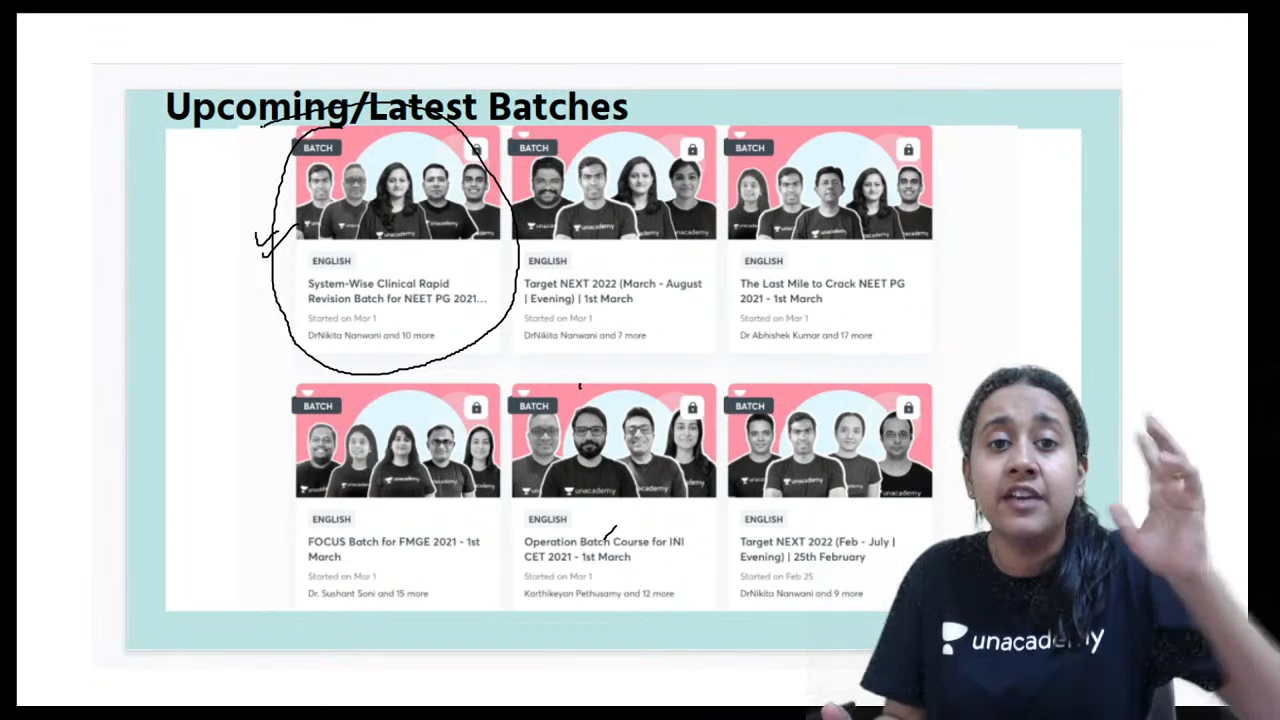 Upcoming/Latest Batches
BATCH
BATCH
BATCH
unacademy
unacademy
unacademy
ENGLISH
ENGLISH
ENGLISH
System-Wise Clinical Rapid
Revision Batch for NEET PG 2021...
Started on Mar 1
DrNikita Nanwani and 10 more
Target NEXT 2022 (March - August
| Evening) | 1st March
Started on Mar 1
DrNikita Nanwani and 7 more
The Last Mile to Crack NEET PG
2021 - 1st March
Started on Mar 1
Dr Abhishek Kumar and 17 more
BATCH
BATCH
BATCH
unacademy
unacademy
unacademy
ENGLISH
ENGLISH
ENGLISH
FOCUS Batch for FMGE 2021 - 1st
March
Started on Mar 1
Dr. Sushant Soni and 15 more
Operation Batch Course for INI
CET 2021 - 1st March
Started on Mar 1
Karthikeyan Pethusamy and 12 more
Target NEXT 2022 (Feb - July |
Evening) | 25th February
Started on Feb 25
DrNikita Nanwani and 9 more
unacademy